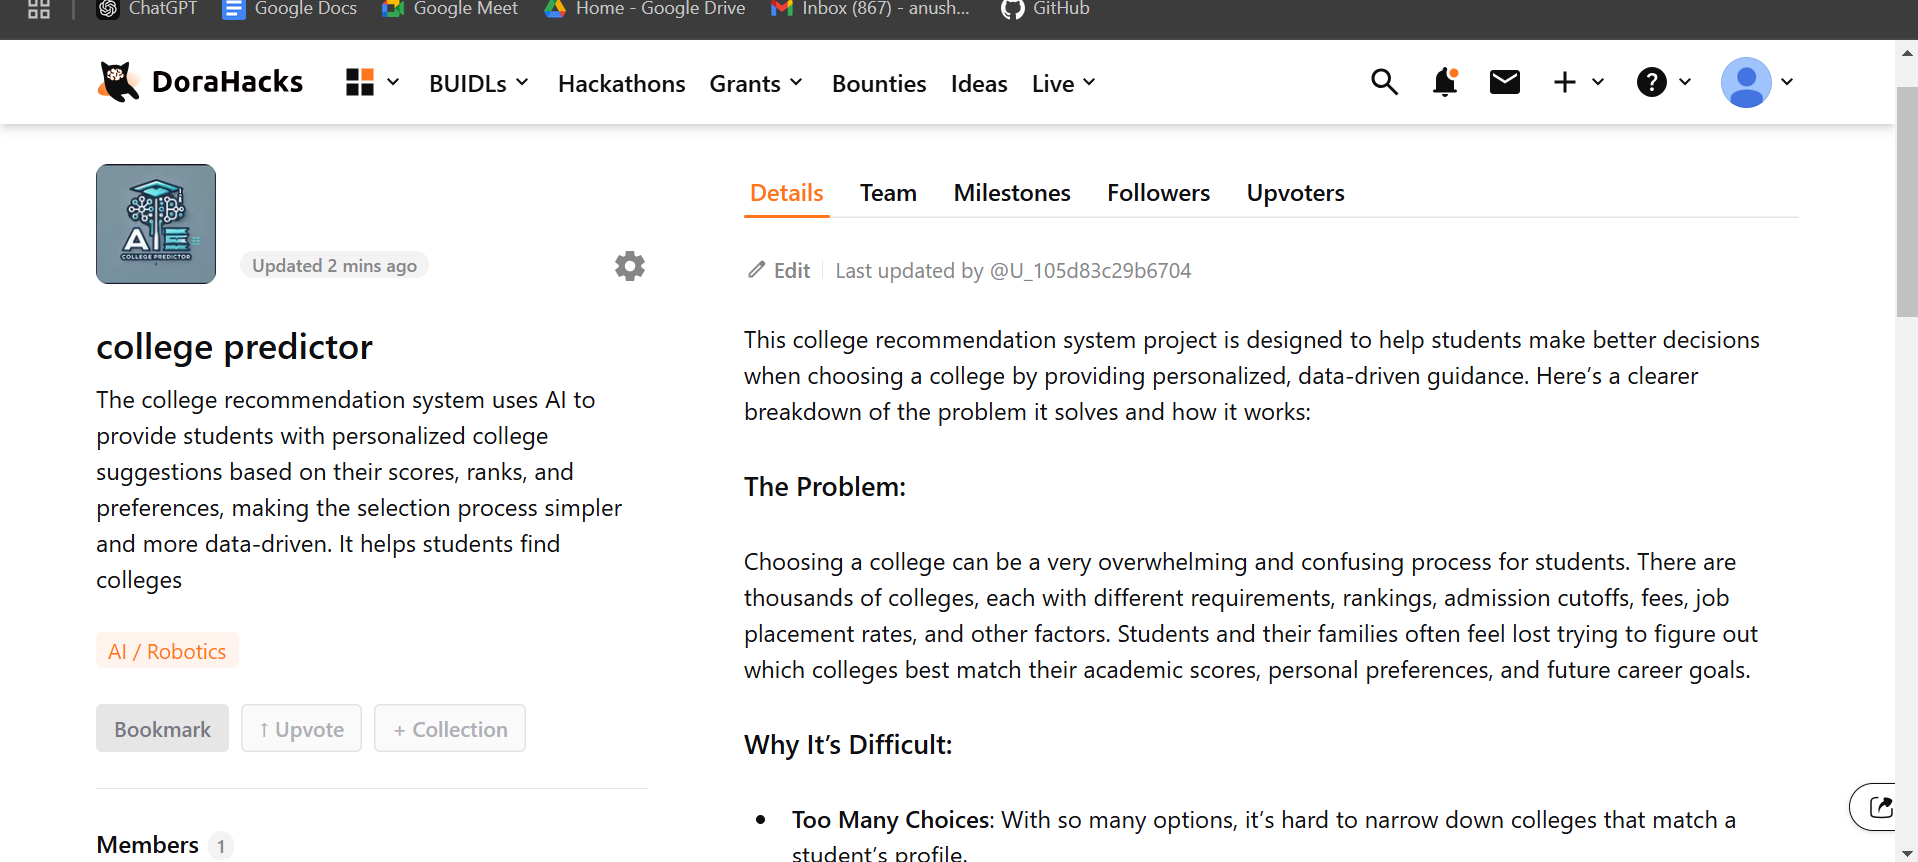 ChatGPT Google Docs Google Meet Home - Google Drive Inbox (867) - anush... GitHub
DoraHacks BUIDLs Hackathons Grants Bounties Ideas Live
AI
COLLEGE PREDICTOR
Updated 2 mins ago
college predictor
The college recommendation system uses AI to
provide students with personalized college
suggestions based on their scores, ranks, and
preferences, making the selection process simpler
and more data-driven. It helps students find
colleges
AI / Robotics
Bookmark ↑ Upvote + Collection
Members 1
Details Team Milestones Followers Upvoters
Edit Last updated by @U_105d83c29b6704
This college recommendation system project is designed to help students make better decisions
when choosing a college by providing personalized, data-driven guidance. Here’s a clearer
breakdown of the problem it solves and how it works:
The Problem:
Choosing a college can be a very overwhelming and confusing process for students. There are
thousands of colleges, each with different requirements, rankings, admission cutoffs, fees, job
placement rates, and other factors. Students and their families often feel lost trying to figure out
which colleges best match their academic scores, personal preferences, and future career goals.
Why It’s Difficult:
• Too Many Choices: With so many options, it’s hard to narrow down colleges that match a
student’s profile.